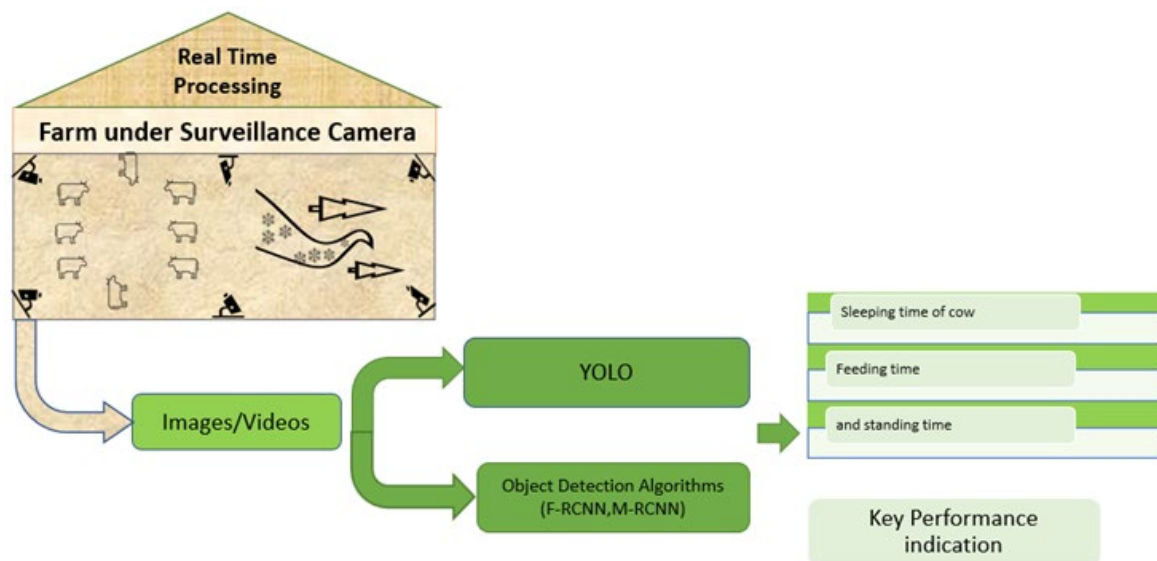 Real Time
Processing
Farm under Surveillance Camera
Images/Videos
YOLO
Object Detection Algorithms
(F-RCNN,M-RCNN)
Sleeping time of cow
Feeding time
and standing time
Key Performance
indication